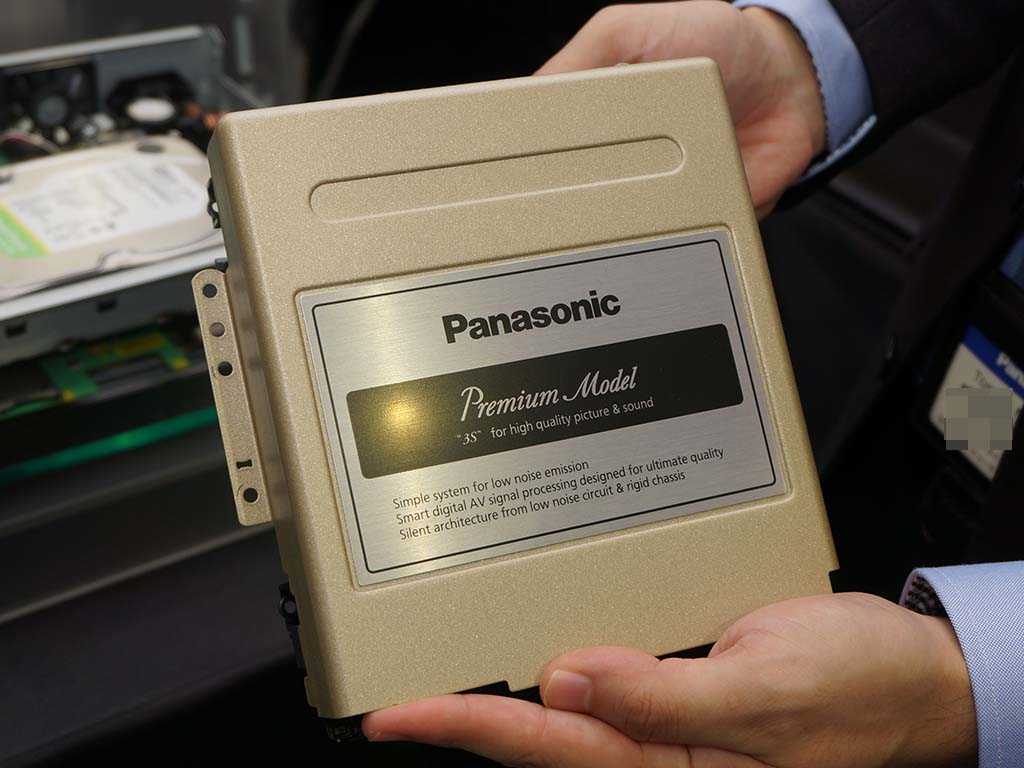 Panasonic
Premium Model
"3S" for high quality picture & sound
Simple system for low noise emission
Smart digital AV signal processing designed for ultimate quality
Silent architecture from low noise circuit & rigid chassis